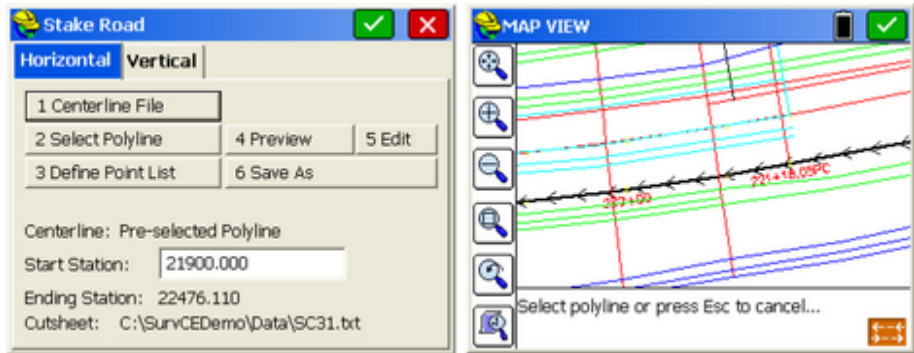 Stake Road
Horizontal Vertical
1 Centerline File
2 Select Polyline 4 Preview 5 Edit
3 Define Point List 6 Save As
Centerline: Pre-selected Polyline
Start Station: 21900.000
Ending Station: 22476.110
Cutsheet: C:\SurvCEDemo\Data\SC31.txt
MAP VIEW
221+18.05PC
Select polyline or press Esc to cancel...